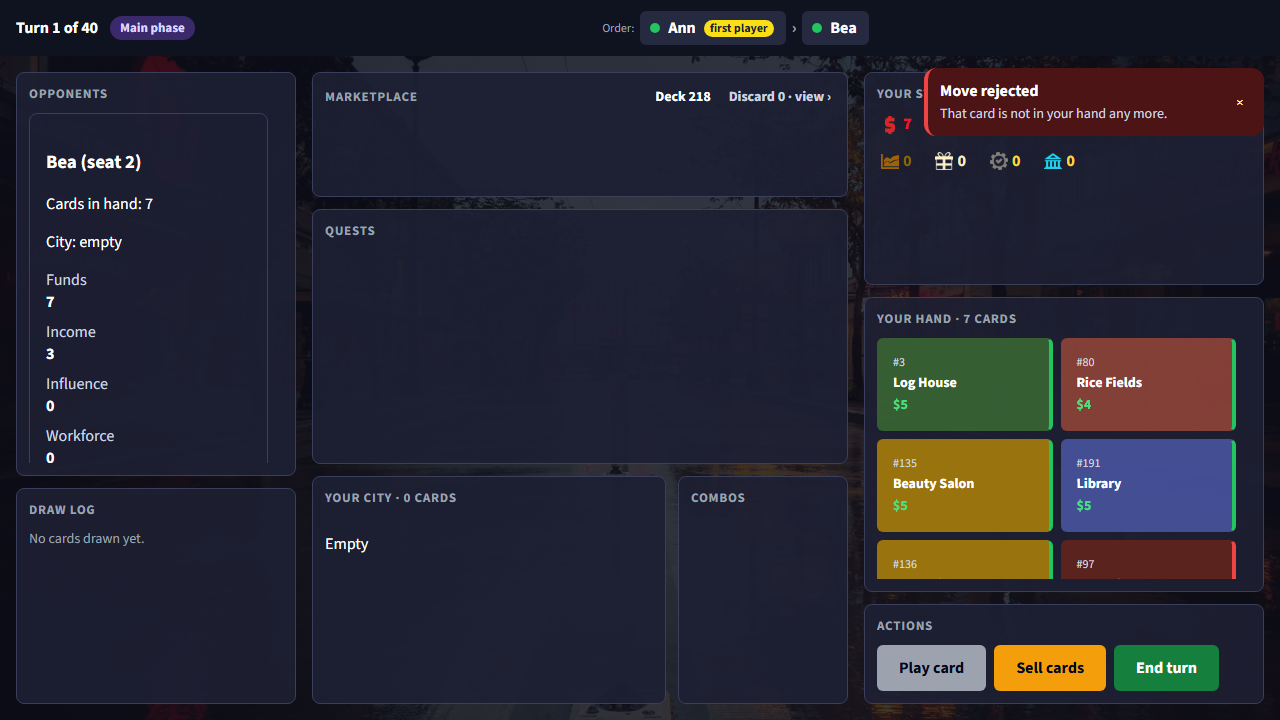 Turn 1 of 40
Main phase
Order:
Ann
first player
›
Bea
OPPONENTS
Bea (seat 2)
Cards in hand: 7
City: empty
Funds
7
Income
3
Influence
0
Workforce
0
DRAW LOG
No cards drawn yet.
MARKETPLACE
Deck 218
Discard 0 · view ›
QUESTS
YOUR CITY · 0 CARDS
Empty
COMBOS
YOUR S
Move rejected
That card is not in your hand any more.
×
$ 7
0
0
0
0
YOUR HAND · 7 CARDS
#3
Log House
$5
#80
Rice Fields
$4
#135
Beauty Salon
$5
#191
Library
$5
#136
#97
ACTIONS
Play card
Sell cards
End turn